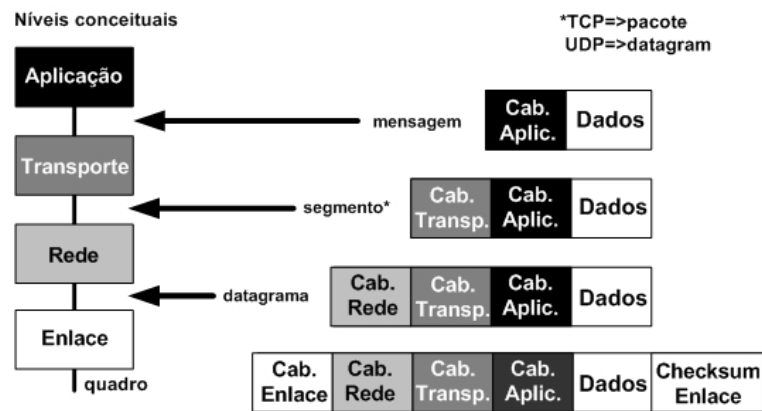 Níveis conceituais
*TCP=>pacote
UDP=>datagram
Aplicação
mensagem
Cab.
Aplic.
Dados
Transporte
segmento*
Cab.
Transp.
Cab.
Aplic.
Dados
Rede
datagrama
Cab.
Rede
Cab.
Transp.
Cab.
Aplic.
Dados
Enlace
quadro
Cab.
Enlace
Cab.
Rede
Cab.
Transp.
Cab.
Aplic.
Dados
Checksum
Enlace